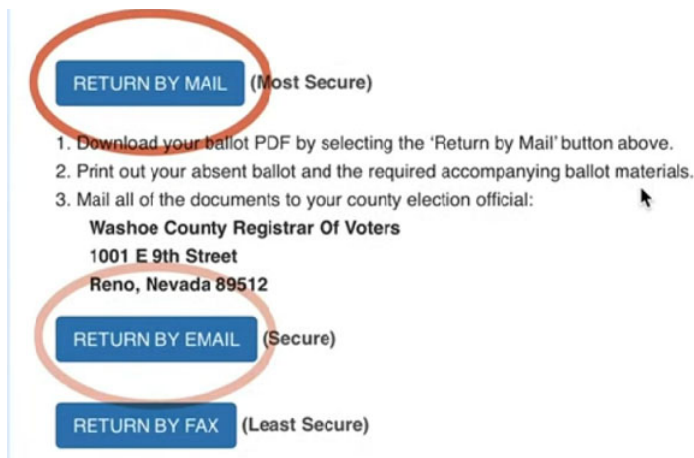 RETURN BY MAIL (Most Secure)
1. Download your ballot PDF by selecting the 'Return by Mail' button above.
2. Print out your absent ballot and the required accompanying ballot materials.
3. Mail all of the documents to your county election official:
Washoe County Registrar Of Voters
1001 E 9th Street
Reno, Nevada 89512
RETURN BY EMAIL (Secure)
RETURN BY FAX (Least Secure)